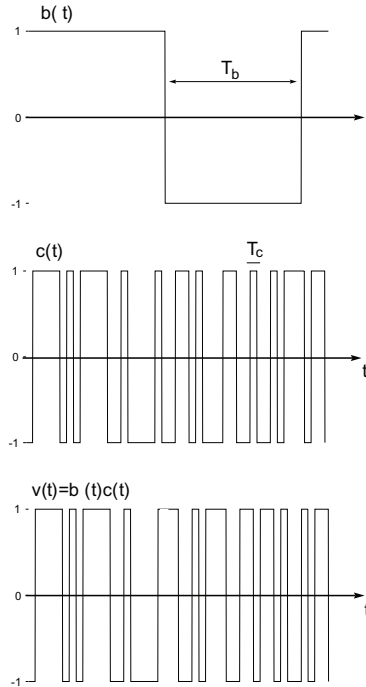 b( t)
1
T_b
0
-1
c(t)
T_c
1
0
t
-1
v(t)=b (t)c(t)
1
0
t
-1